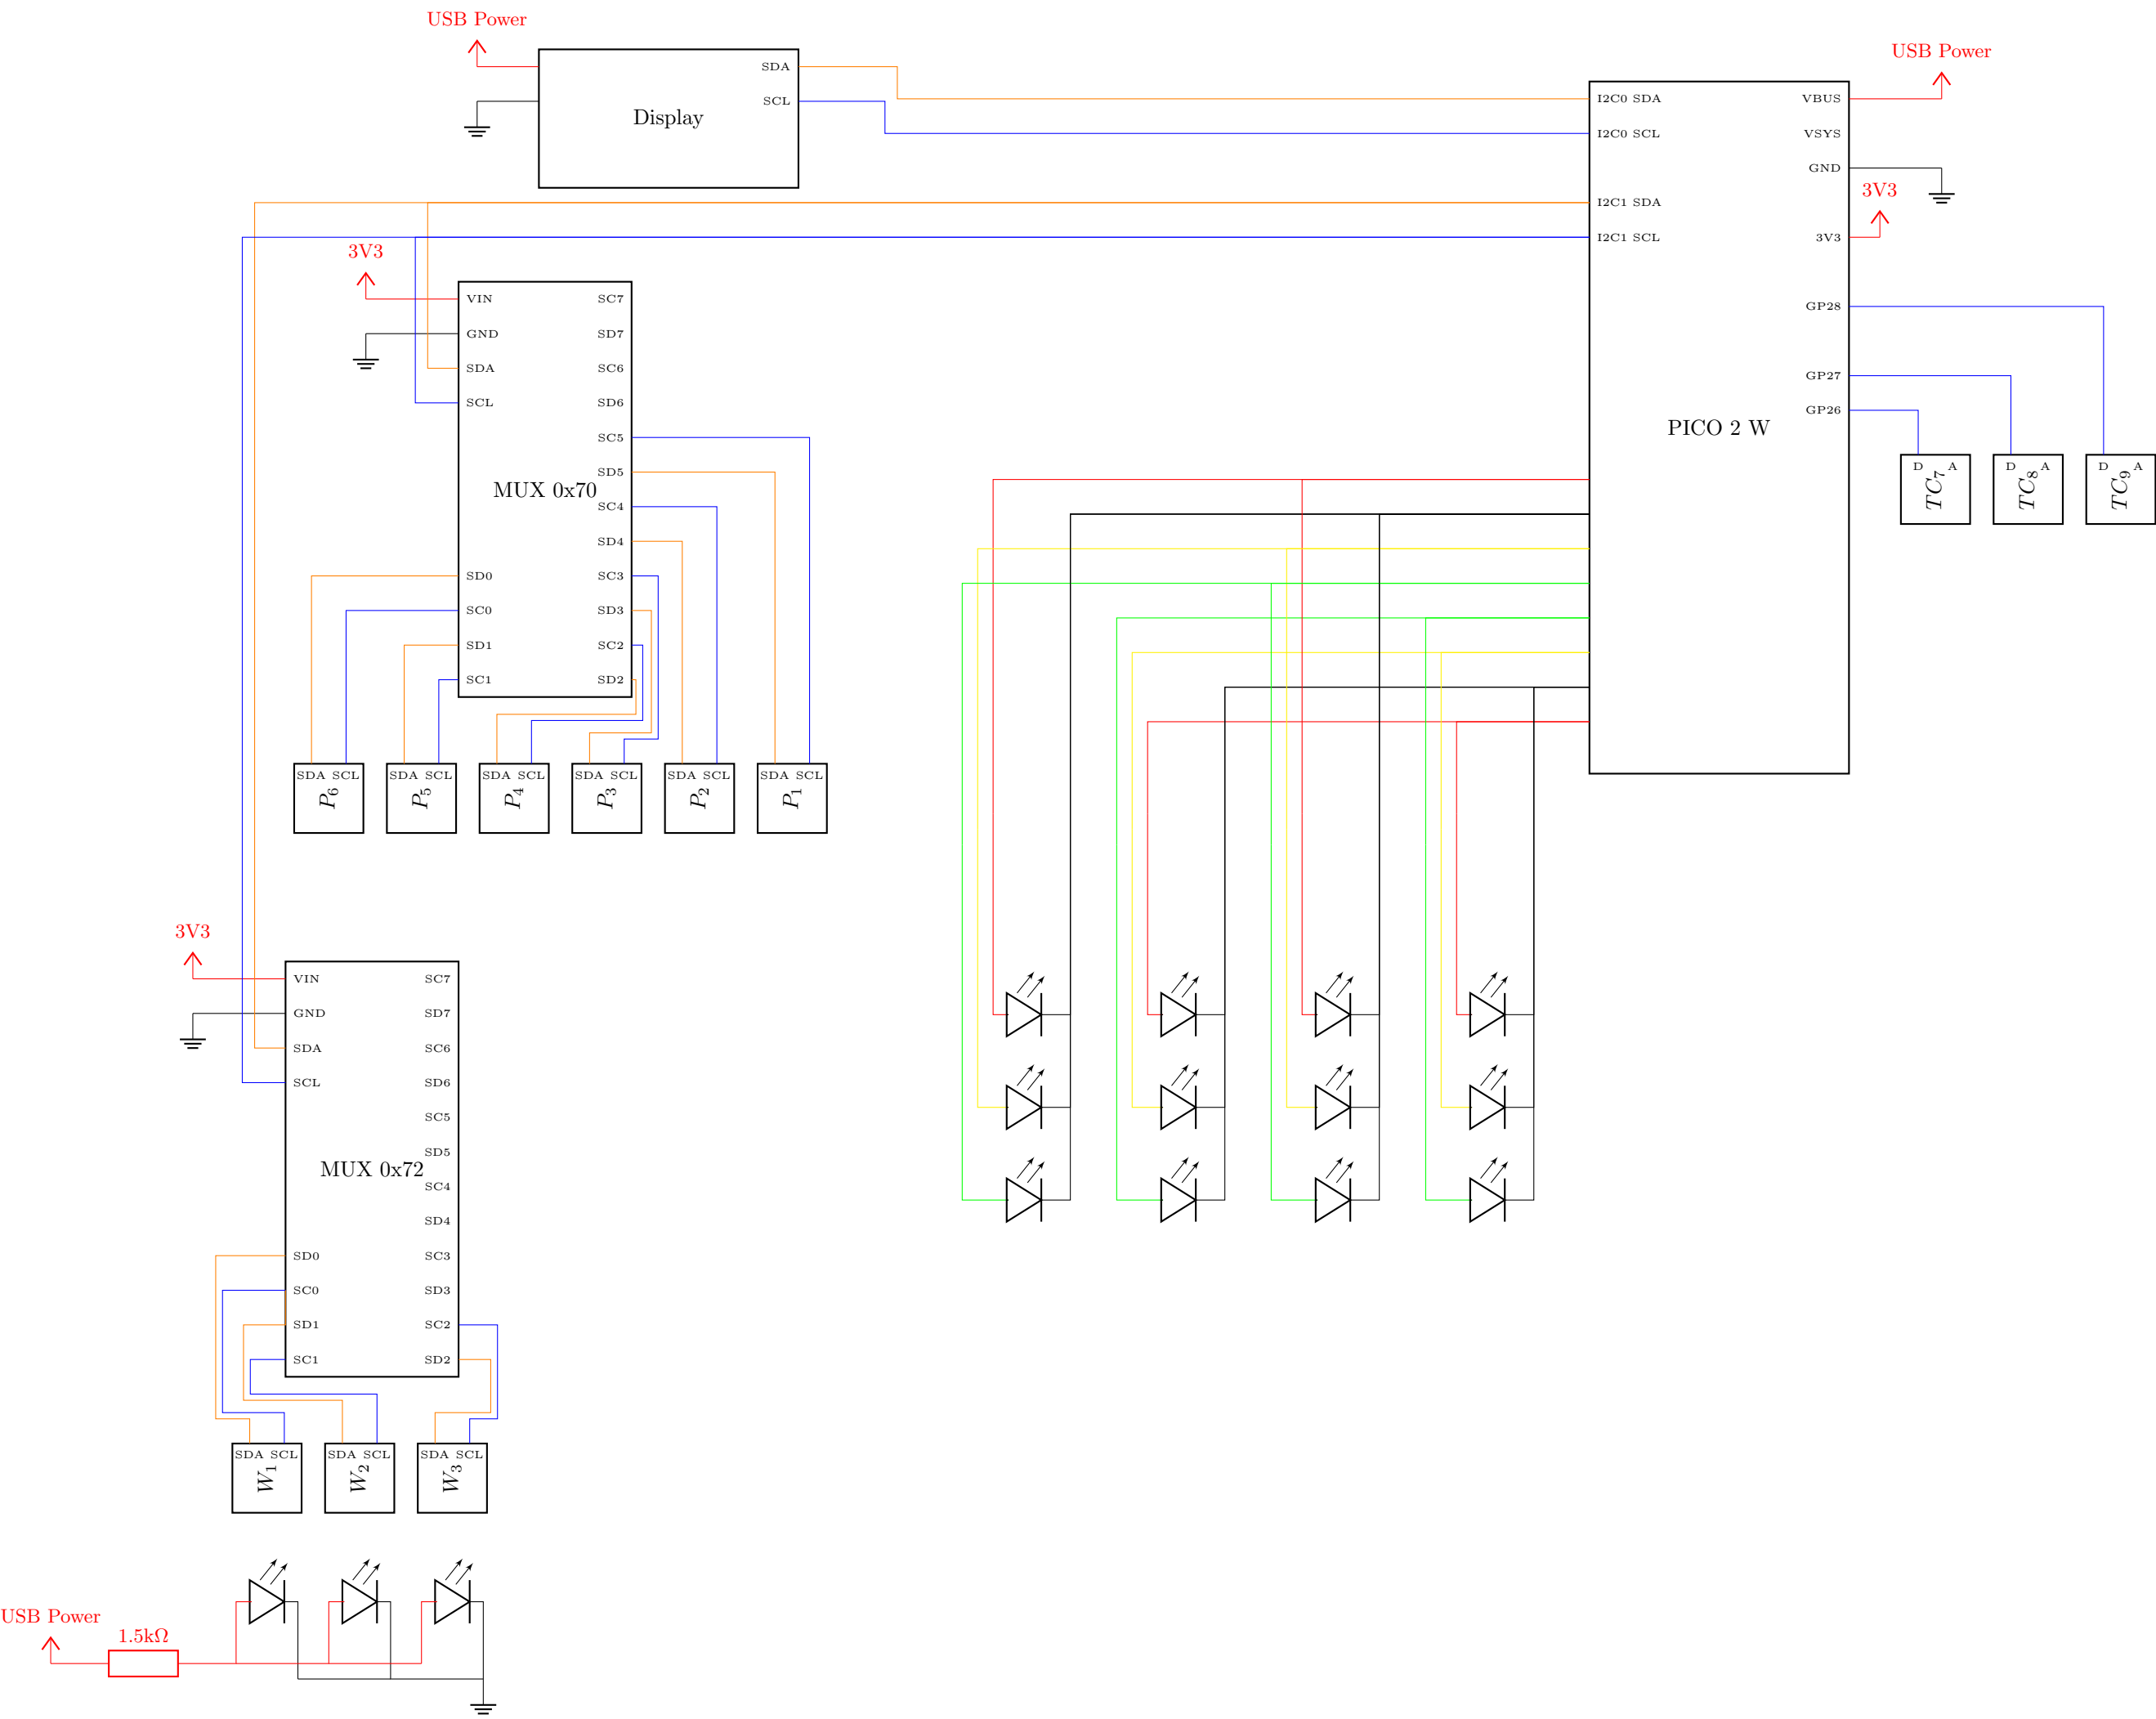 USB Power
SDA
SCL
Display
USB Power
I2C0 SDA
VBUS
I2C0 SCL
VSYS
GND
3V3
I2C1 SDA
I2C1 SCL
3V3
GP28
GP27
GP26
PICO 2 W
D A
TC7
D A
TC8
D A
TC9
3V3
VIN
SC7
GND
SD7
SDA
SC6
SCL
SD6
SC5
SD5
MUX 0x70
SC4
SD4
SD0
SC3
SC0
SD3
SD1
SC2
SC1
SD2
SDA SCL
P6
SDA SCL
P5
SDA SCL
P4
SDA SCL
P3
SDA SCL
P2
SDA SCL
P1
3V3
VIN
SC7
GND
SD7
SDA
SC6
SCL
SD6
SC5
SD5
MUX 0x72
SC4
SD4
SD0
SC3
SC0
SD3
SD1
SC2
SC1
SD2
SDA SCL
W1
SDA SCL
W2
SDA SCL
W3
USB Power
1.5kΩ